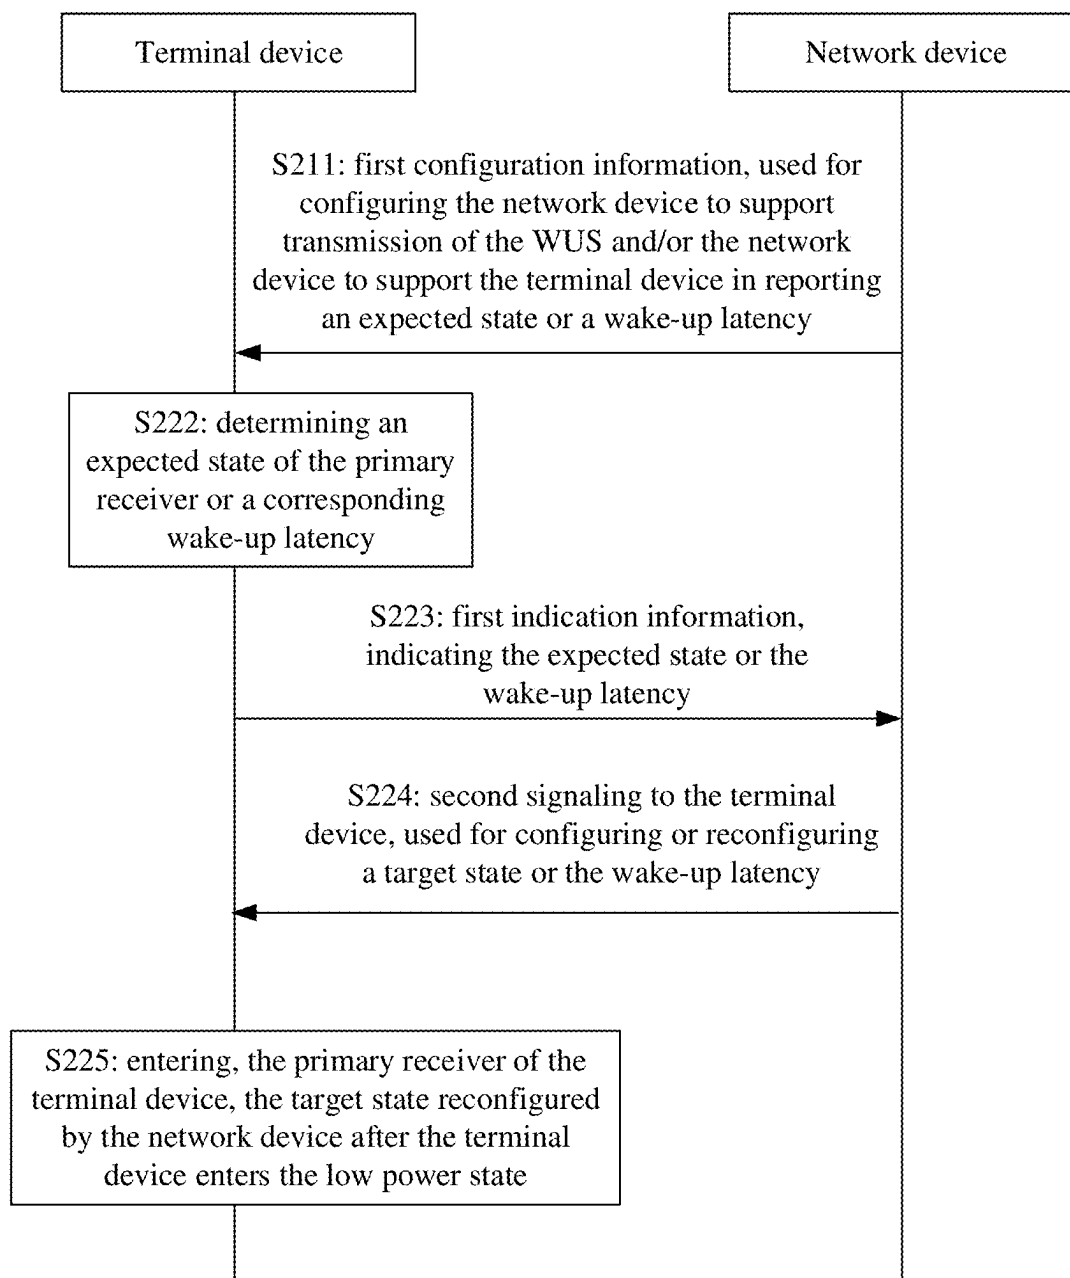 Terminal device
Network device
S211: first configuration information, used for
configuring the network device to support
transmission of the WUS and/or the network
device to support the terminal device in reporting
an expected state or a wake-up latency
S222: determining an
expected state of the primary
receiver or a corresponding
wake-up latency
S223: first indication information,
indicating the expected state or the
wake-up latency
S224: second signaling to the terminal
device, used for configuring or reconfiguring
a target state or the wake-up latency
S225: entering, the primary receiver of the
terminal device, the target state reconfigured
by the network device after the terminal
device enters the low power state